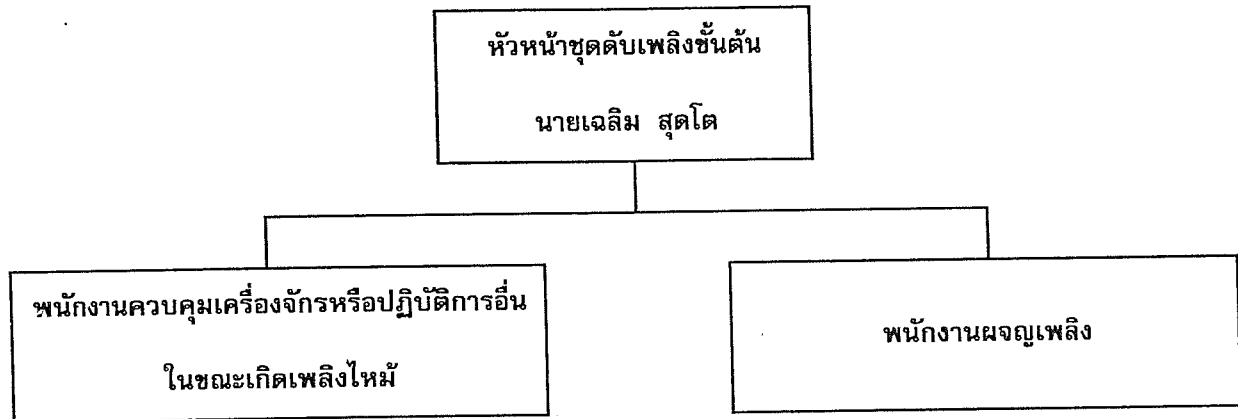 หัวหน้าชุดดับเพลิงขั้นต้น
นายเฉลิม สุดโต
พนักงานควบคุมเครื่องจักรหรือปฏิบัติการอื่น
ในขณะเกิดเพลิงไหม้
พนักงานผจญเพลิง